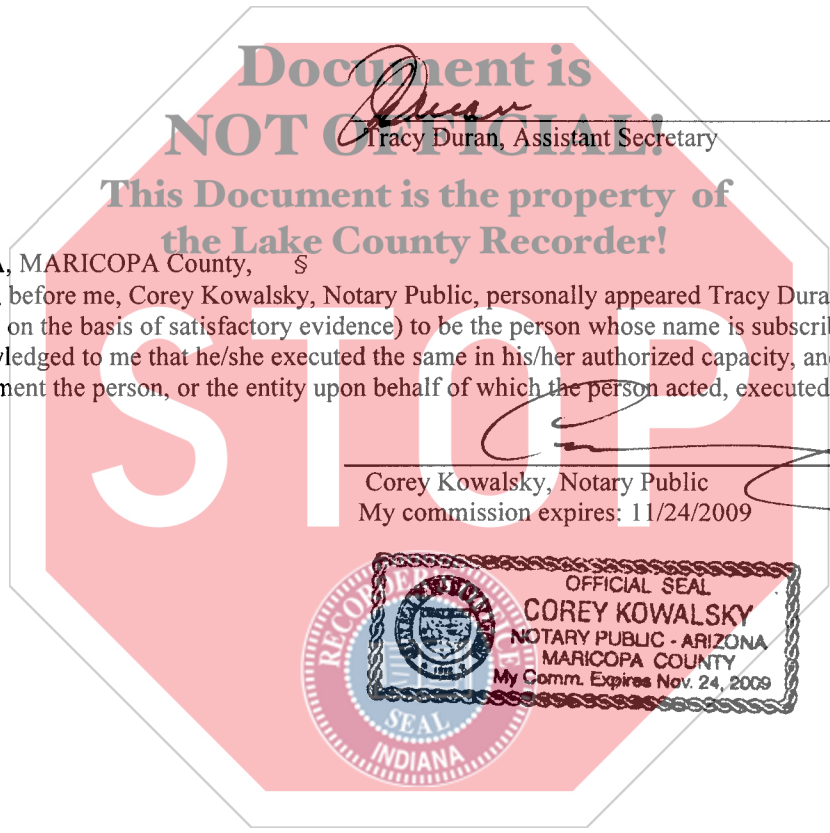 Document is
Duran
NOT OFFICIAL!
Tracy Duran, Assistant Secretary
This Document is the property of
the Lake County Recorder!
A, MARICOPA County, §
before me, Corey Kowalsky, Notary Public, personally appeared Tracy Dura
on the basis of satisfactory evidence) to be the person whose name is subscri
wledged to me that he/she executed the same in his/her authorized capacity, and
ment the person, or the entity upon behalf of which the person acted, executed
STOP
Corey Kowalsky, Notary Public
My commission expires: 11/24/2009
OFFICIAL SEAL
COREY KOWALSKY
NOTARY PUBLIC - ARIZONA
MARICOPA COUNTY
My Comm. Expires Nov. 24, 2009
1912
SEAL
INDIANA